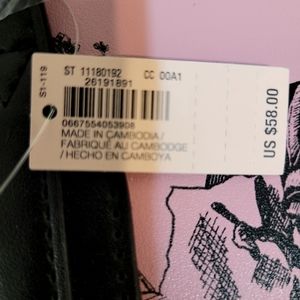 S1-119
ST 11180192 CC 00A1
26191891
0667554053908
MADE IN CAMBODIA /
FABRIQUÉ AU CAMBODGE
/ HECHO EN CAMBOYA
US $58.00